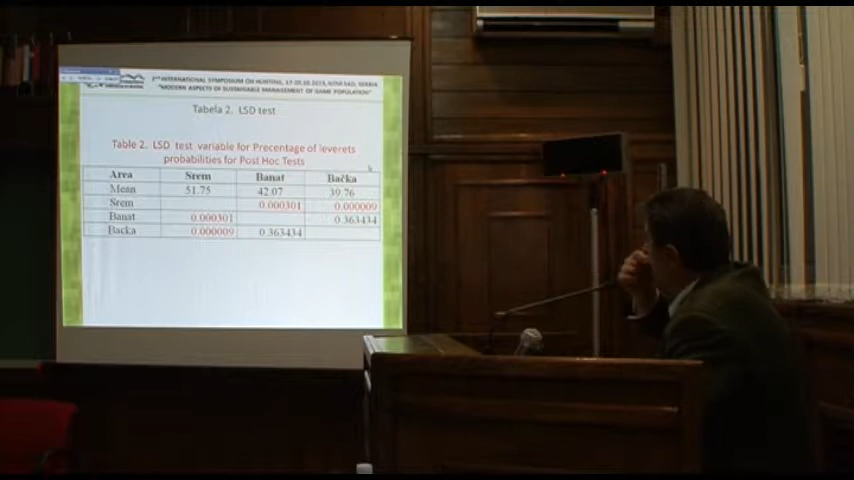 2nd INTERNATIONAL SYMPOSIUM ON HUNTING, 17-20.10.2013, NOVI SAD, SERBIA
"MODERN ASPECTS OF SUSTAINABLE MANAGEMENT OF GAME POPULATION"
Tabela 2. LSD test
Table 2. LSD test variable for Precentage of leverets
probabilities for Post Hoc Tests
Area Srem Banat Bačka
Mean 51.75 42.07 39.76
Srem 0.000301 0.000009
Banat 0.000301 0.363434
Backa 0.000009 0.363434